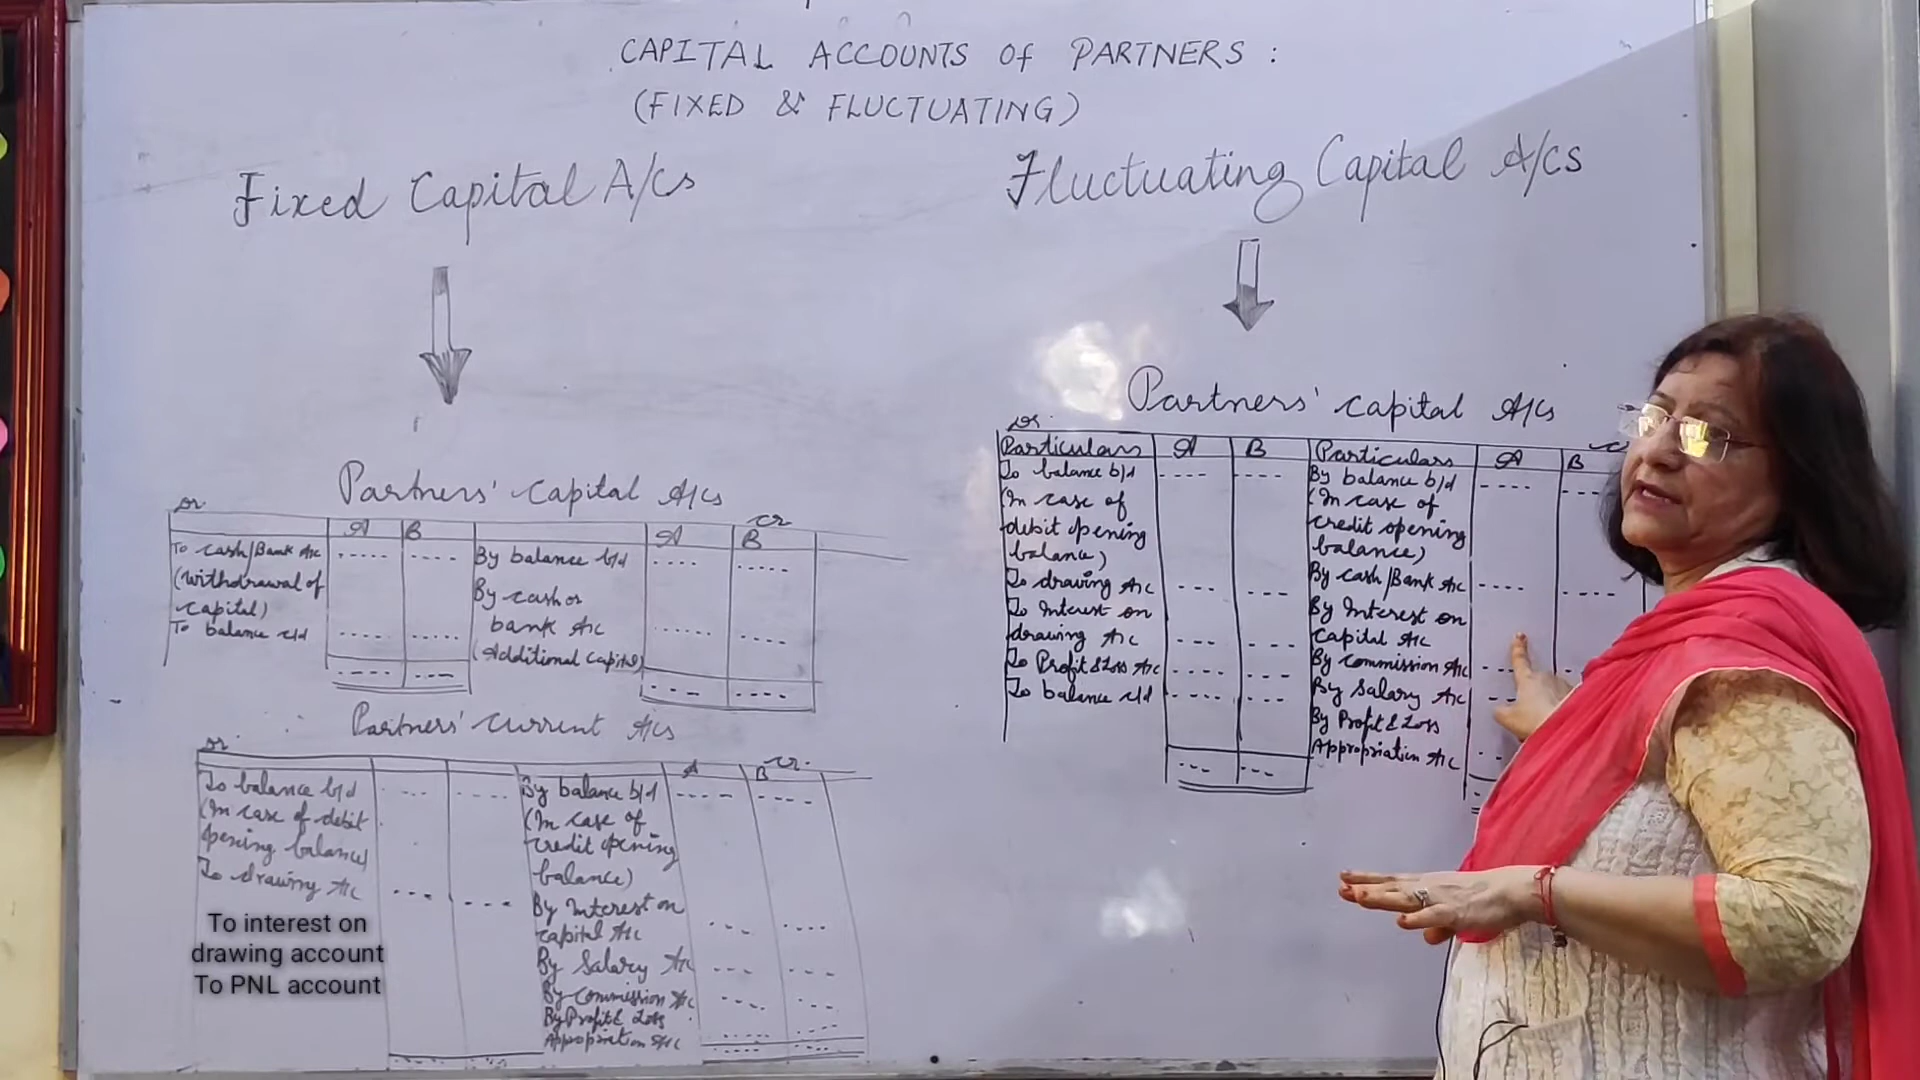 CAPITAL ACCOUNTS Of PARTNERS :
(FIXED & FLUCTUATING)
Fixed Capital A/cs
Partners' Capital A/cs
Dr
Cr
A B A B
To cash/Bank A/c
(Withdrawal of
capital)
To balance c/d
By balance b/d
By cash or
bank A/c
(Additional Capital)
Partners' current A/cs
Dr
Cr.
A B
To balance b/d
(In case of debit
opening balance)
To drawing A/c
To interest on
drawing account
To PNL account
By balance b/d
(In case of
credit opening
balance)
By Interest on
capital A/c
By Salary A/c
By Commission A/c
By Profit & Loss
Appropriation A/c
Fluctuating Capital A/cs
Partners' capital A/cs
Dr.
Particulars A B Particulars A B
To balance b/d
(In case of
debit opening
balance)
To drawing A/c
To Interest on
drawing A/c
To Profit & Loss A/c
To balance c/d
By balance b/d
(In case of
credit opening
balance)
By cash/Bank A/c
By Interest on
capital A/c
By Commission A/c
By Salary A/c
By Profit & Loss
Appropriation A/c